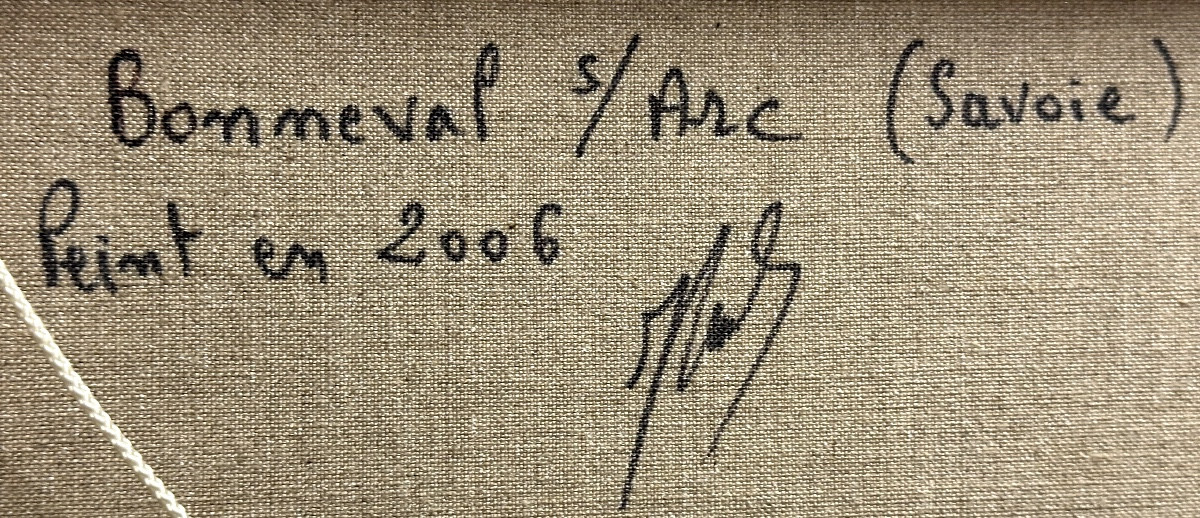 Bonneval s/ Arc (Savoie)
Peint en 2006